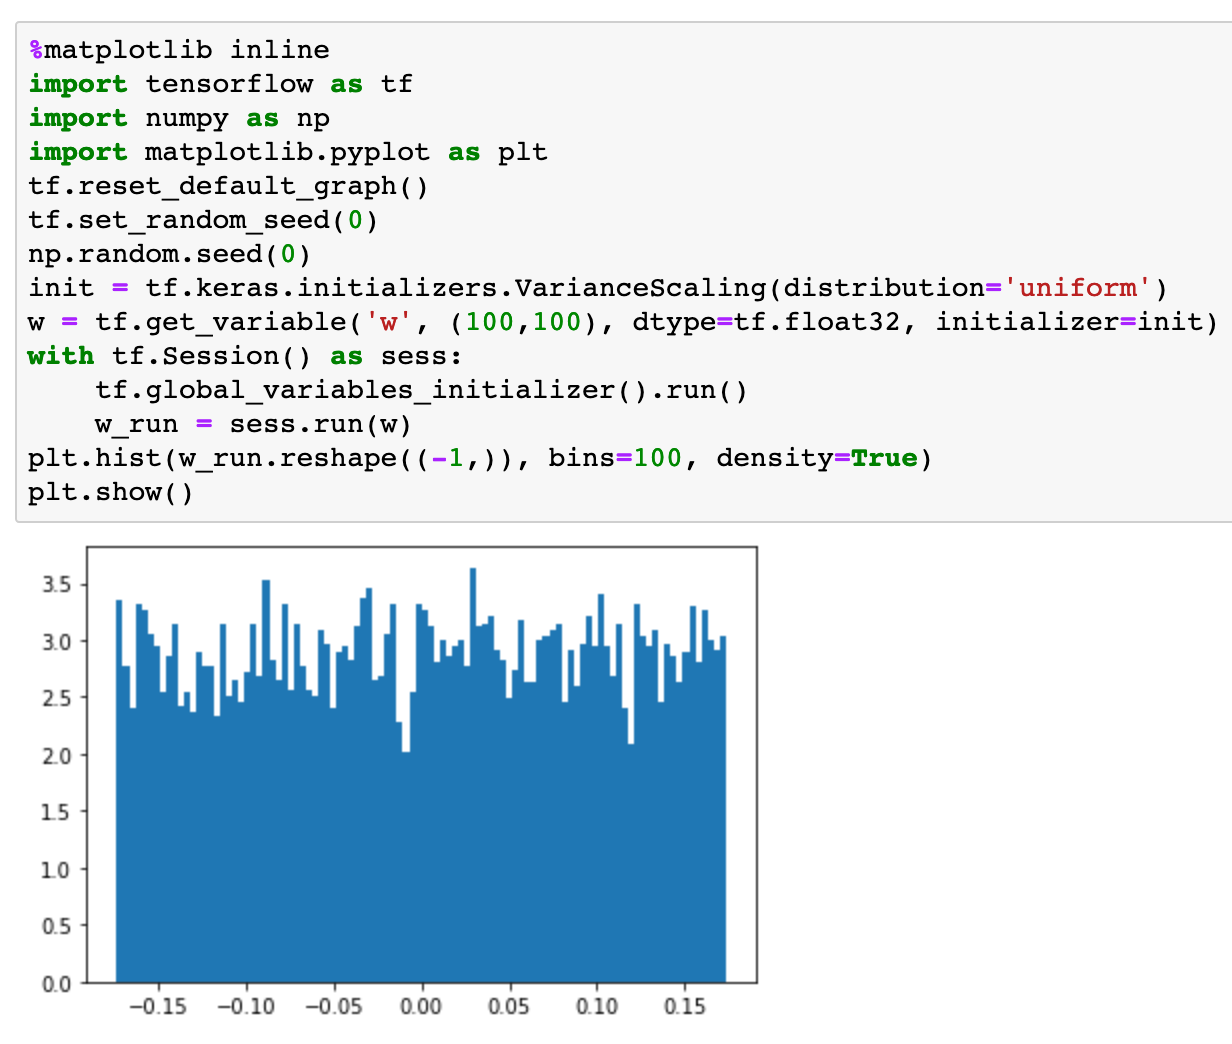 %matplotlib inline
import tensorflow as tf
import numpy as np
import matplotlib.pyplot as plt
tf.reset_default_graph()
tf.set_random_seed(0)
np.random.seed(0)
init = tf.keras.initializers.VarianceScaling(distribution='uniform')
w = tf.get_variable('w', (100,100), dtype=tf.float32, initializer=init)
with tf.Session() as sess:
    tf.global_variables_initializer().run()
    w_run = sess.run(w)
plt.hist(w_run.reshape((-1,)), bins=100, density=True)
plt.show()
3.5
3.0
2.5
2.0
1.5
1.0
0.5
0.0
−0.15 −0.10 −0.05 0.00 0.05 0.10 0.15